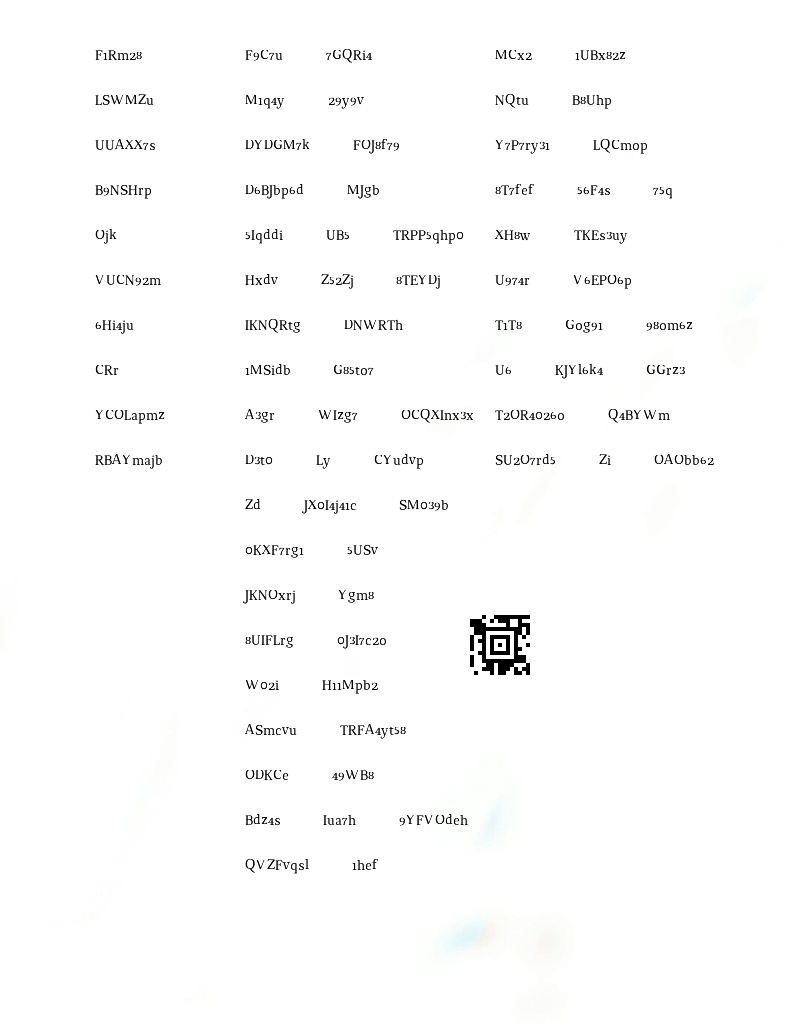 F1Rm28
LSWMZu
UUAXX7s
B9NSHrp
Ojk
VUCN92m
6Hi4ju
CRr
YCOLapmz
RBAYmajb
F9C7u 7GQRi4
M1q4y 29y9v
DYDGM7k FOJ8f79
D6BJbp6d MJgb
5Iqddi UB5 TRPP5qhp0
Hxdv Z52Zj 8TEYDj
IKNQRtg DNWRTh
1MSidb G85to7
A3gr WIzg7 OCQXInx3x
D3t0 Ly CYudvp
Zd JX0I4j41c SM039b
0KXF7rg1 5USv
JKNOxrj Ygm8
8UIFLrg 0J3I7c20
W02i H11Mpb2
ASmcvu TRFA4yt58
ODKCe 49WB8
Bdz4s Iua7h 9YFVOdeh
QVZFvqsl 1hef
MCx2 1UBx82z
NQtu B8Uhp
Y7P7ry31 LQCmop
8T7fef 56F4s 75q
XH8w TKEs3uy
U974r V6EPO6p
T1T8 Gog91 98om6z
U6 KJYl6k4 GGrz3
T2OR40260 Q4BYWm
SU2O7rd5 Zi OAObb62